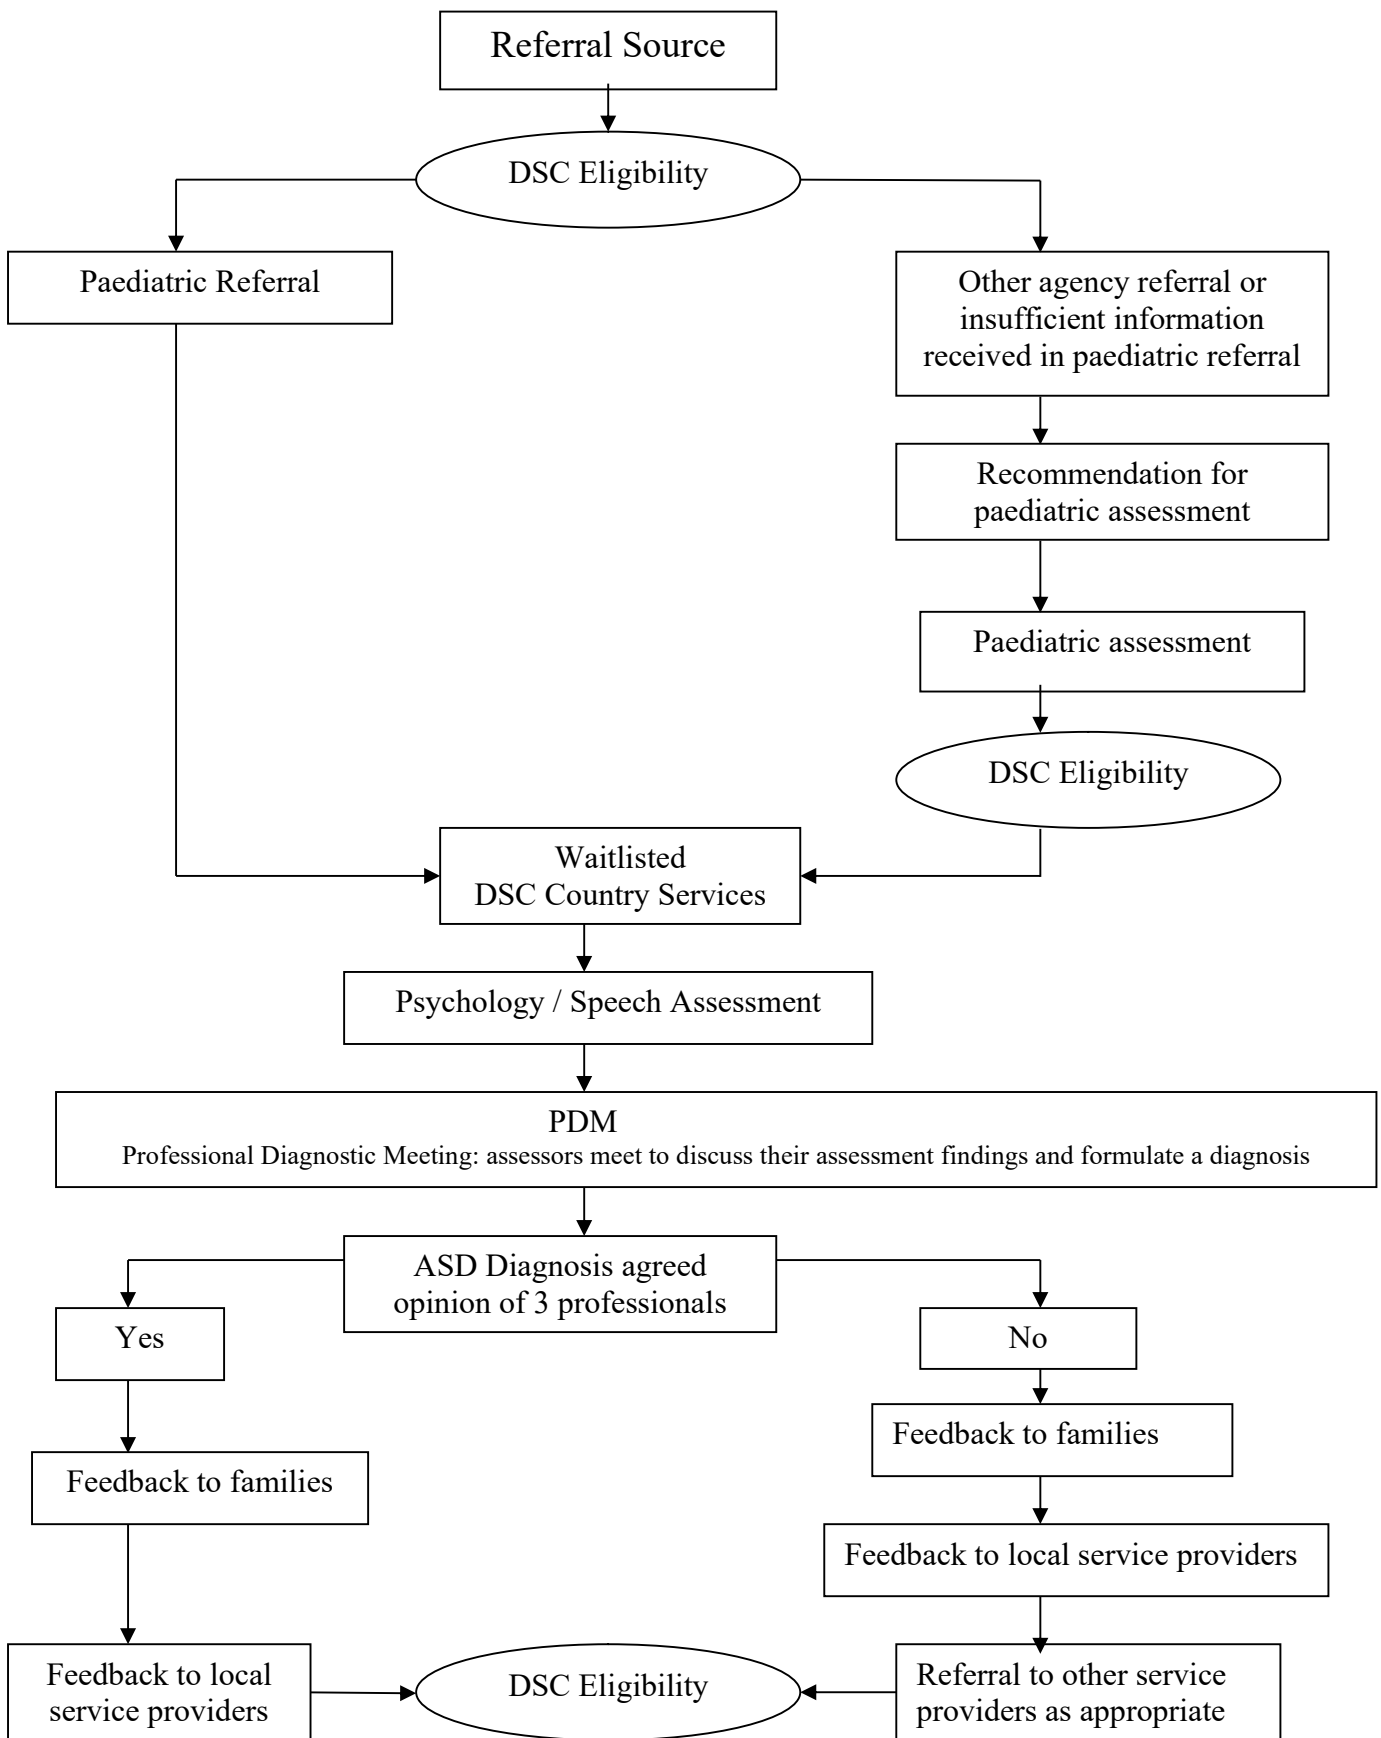 Referral Source
DSC Eligibility
Paediatric Referral
Other agency referral or
insufficient information
received in paediatric referral
Recommendation for
paediatric assessment
Paediatric assessment
DSC Eligibility
Waitlisted
DSC Country Services
Psychology / Speech Assessment
PDM
Professional Diagnostic Meeting: assessors meet to discuss their assessment findings and formulate a diagnosis
ASD Diagnosis agreed
opinion of 3 professionals
Yes
No
Feedback to families
Feedback to families
Feedback to local service providers
Feedback to local
service providers
DSC Eligibility
Referral to other service
providers as appropriate